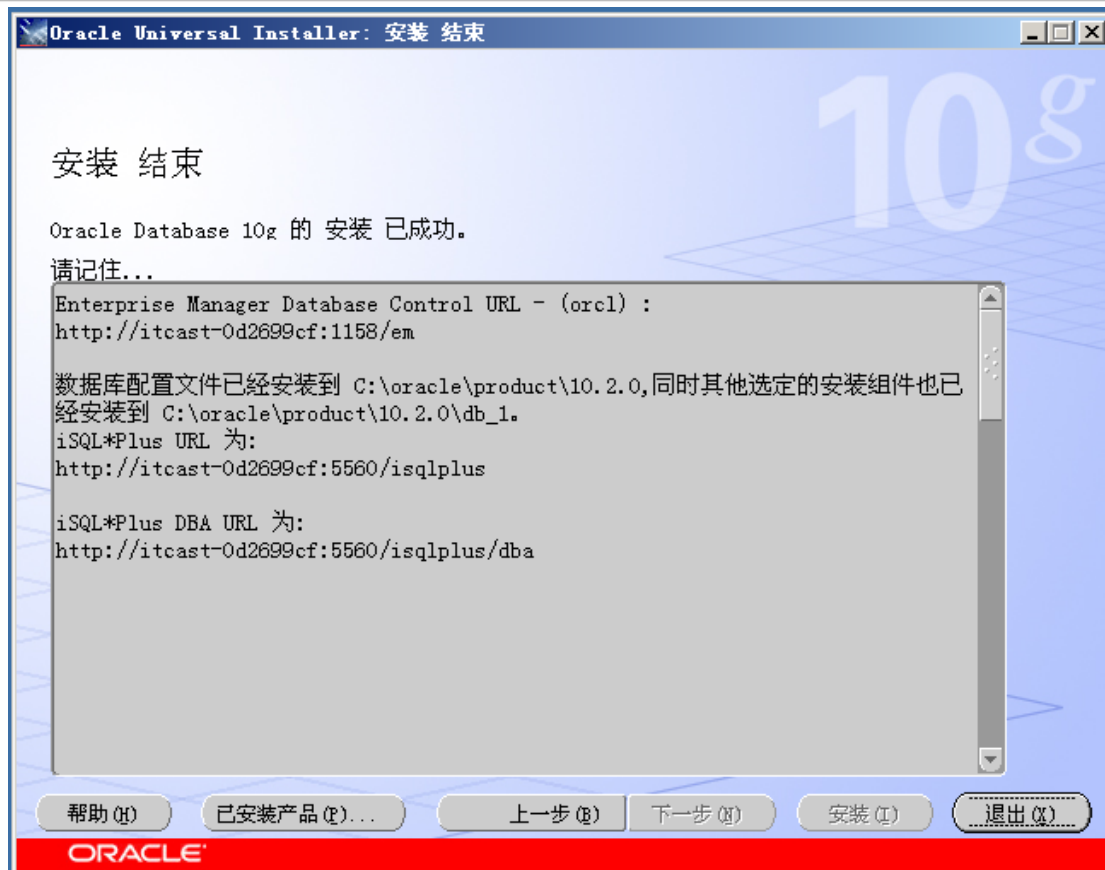 Oracle Universal Installer: 安装 结束
10g
安装 结束
Oracle Database 10g 的 安装 已成功。
请记住...
Enterprise Manager Database Control URL - (orcl) :
http://itcast-0d2699cf:1158/em
数据库配置文件已经安装到 C:\oracle\product\10.2.0,同时其他选定的安装组件也已
经安装到 C:\oracle\product\10.2.0\db_1。
iSQL*Plus URL 为:
http://itcast-0d2699cf:5560/isqlplus
iSQL*Plus DBA URL 为:
http://itcast-0d2699cf:5560/isqlplus/dba
帮助(H) 已安装产品(P)... 上一步(B) 下一步(N) 安装(I) 退出(X)
ORACLE